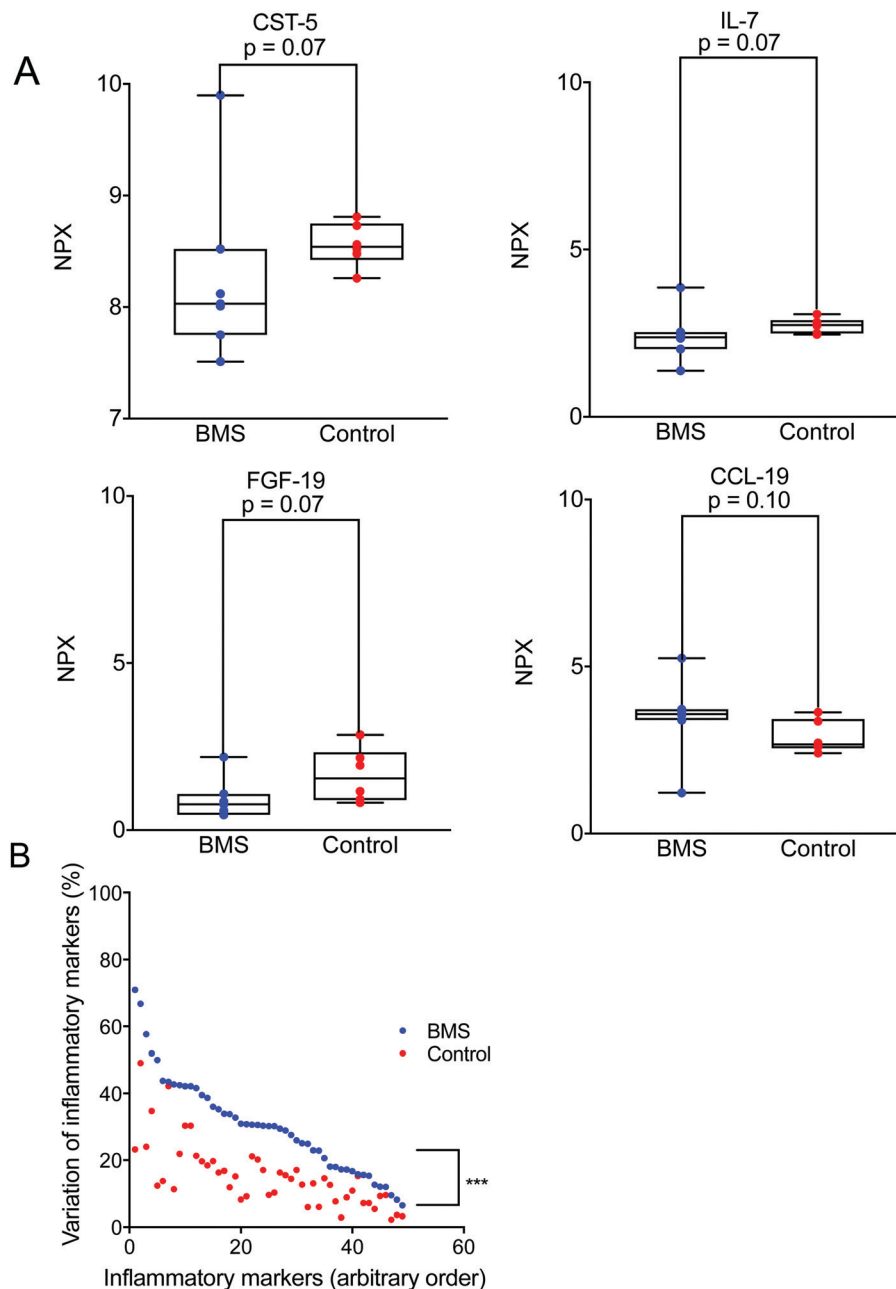 A
CST-5
p = 0.07
10
9
8
7
NPX
BMS Control
IL-7
p = 0.07
10
5
0
NPX
BMS Control
FGF-19
p = 0.07
10
5
0
NPX
BMS Control
CCL-19
p = 0.10
10
5
0
NPX
BMS Control
B
Variation of inflammatory markers (%)
100
80
60
40
20
0
BMS
Control
***
0 20 40 60
Inflammatory markers (arbitrary order)